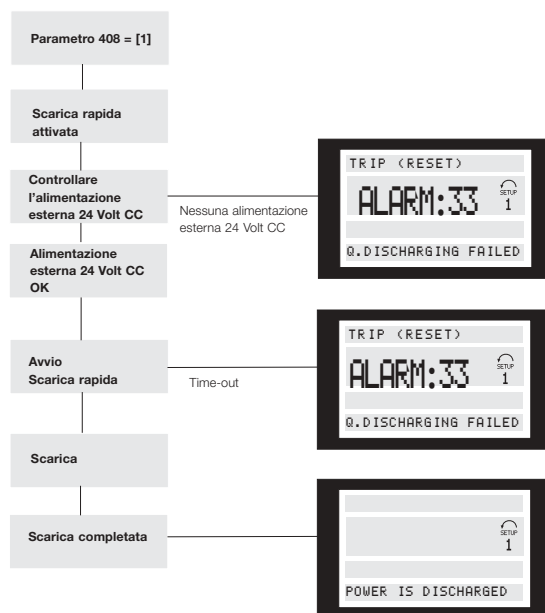 Parametro 408 = [1]
Scarica rapida
attivata
Controllare
l'alimentazione
esterna 24 Volt CC
Nessuna alimentazione
esterna 24 Volt CC
TRIP (RESET)
ALARM:33
SETUP
1
Q.DISCHARGING FAILED
Alimentazione
esterna 24 Volt CC
OK
Avvio
Scarica rapida
Time-out
TRIP (RESET)
ALARM:33
SETUP
1
Q.DISCHARGING FAILED
Scarica
Scarica completata
SETUP
1
POWER IS DISCHARGED